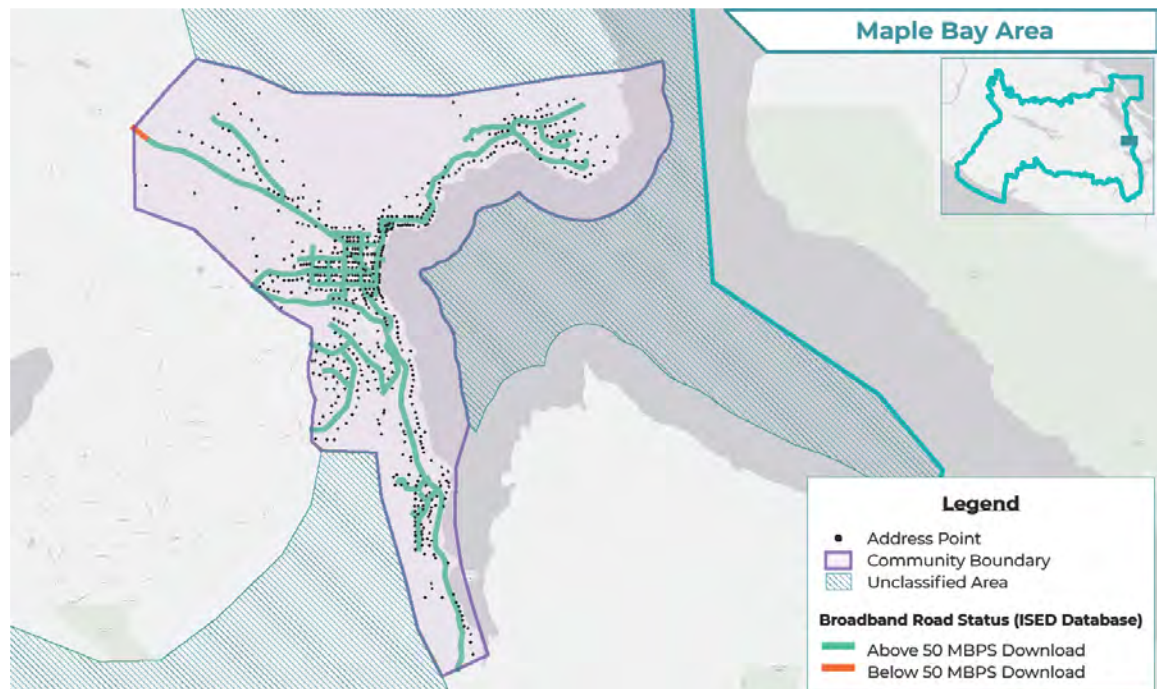 Maple Bay Area
Legend
Address Point
Community Boundary
Unclassified Area
Broadband Road Status (ISED Database)
Above 50 MBPS Download
Below 50 MBPS Download